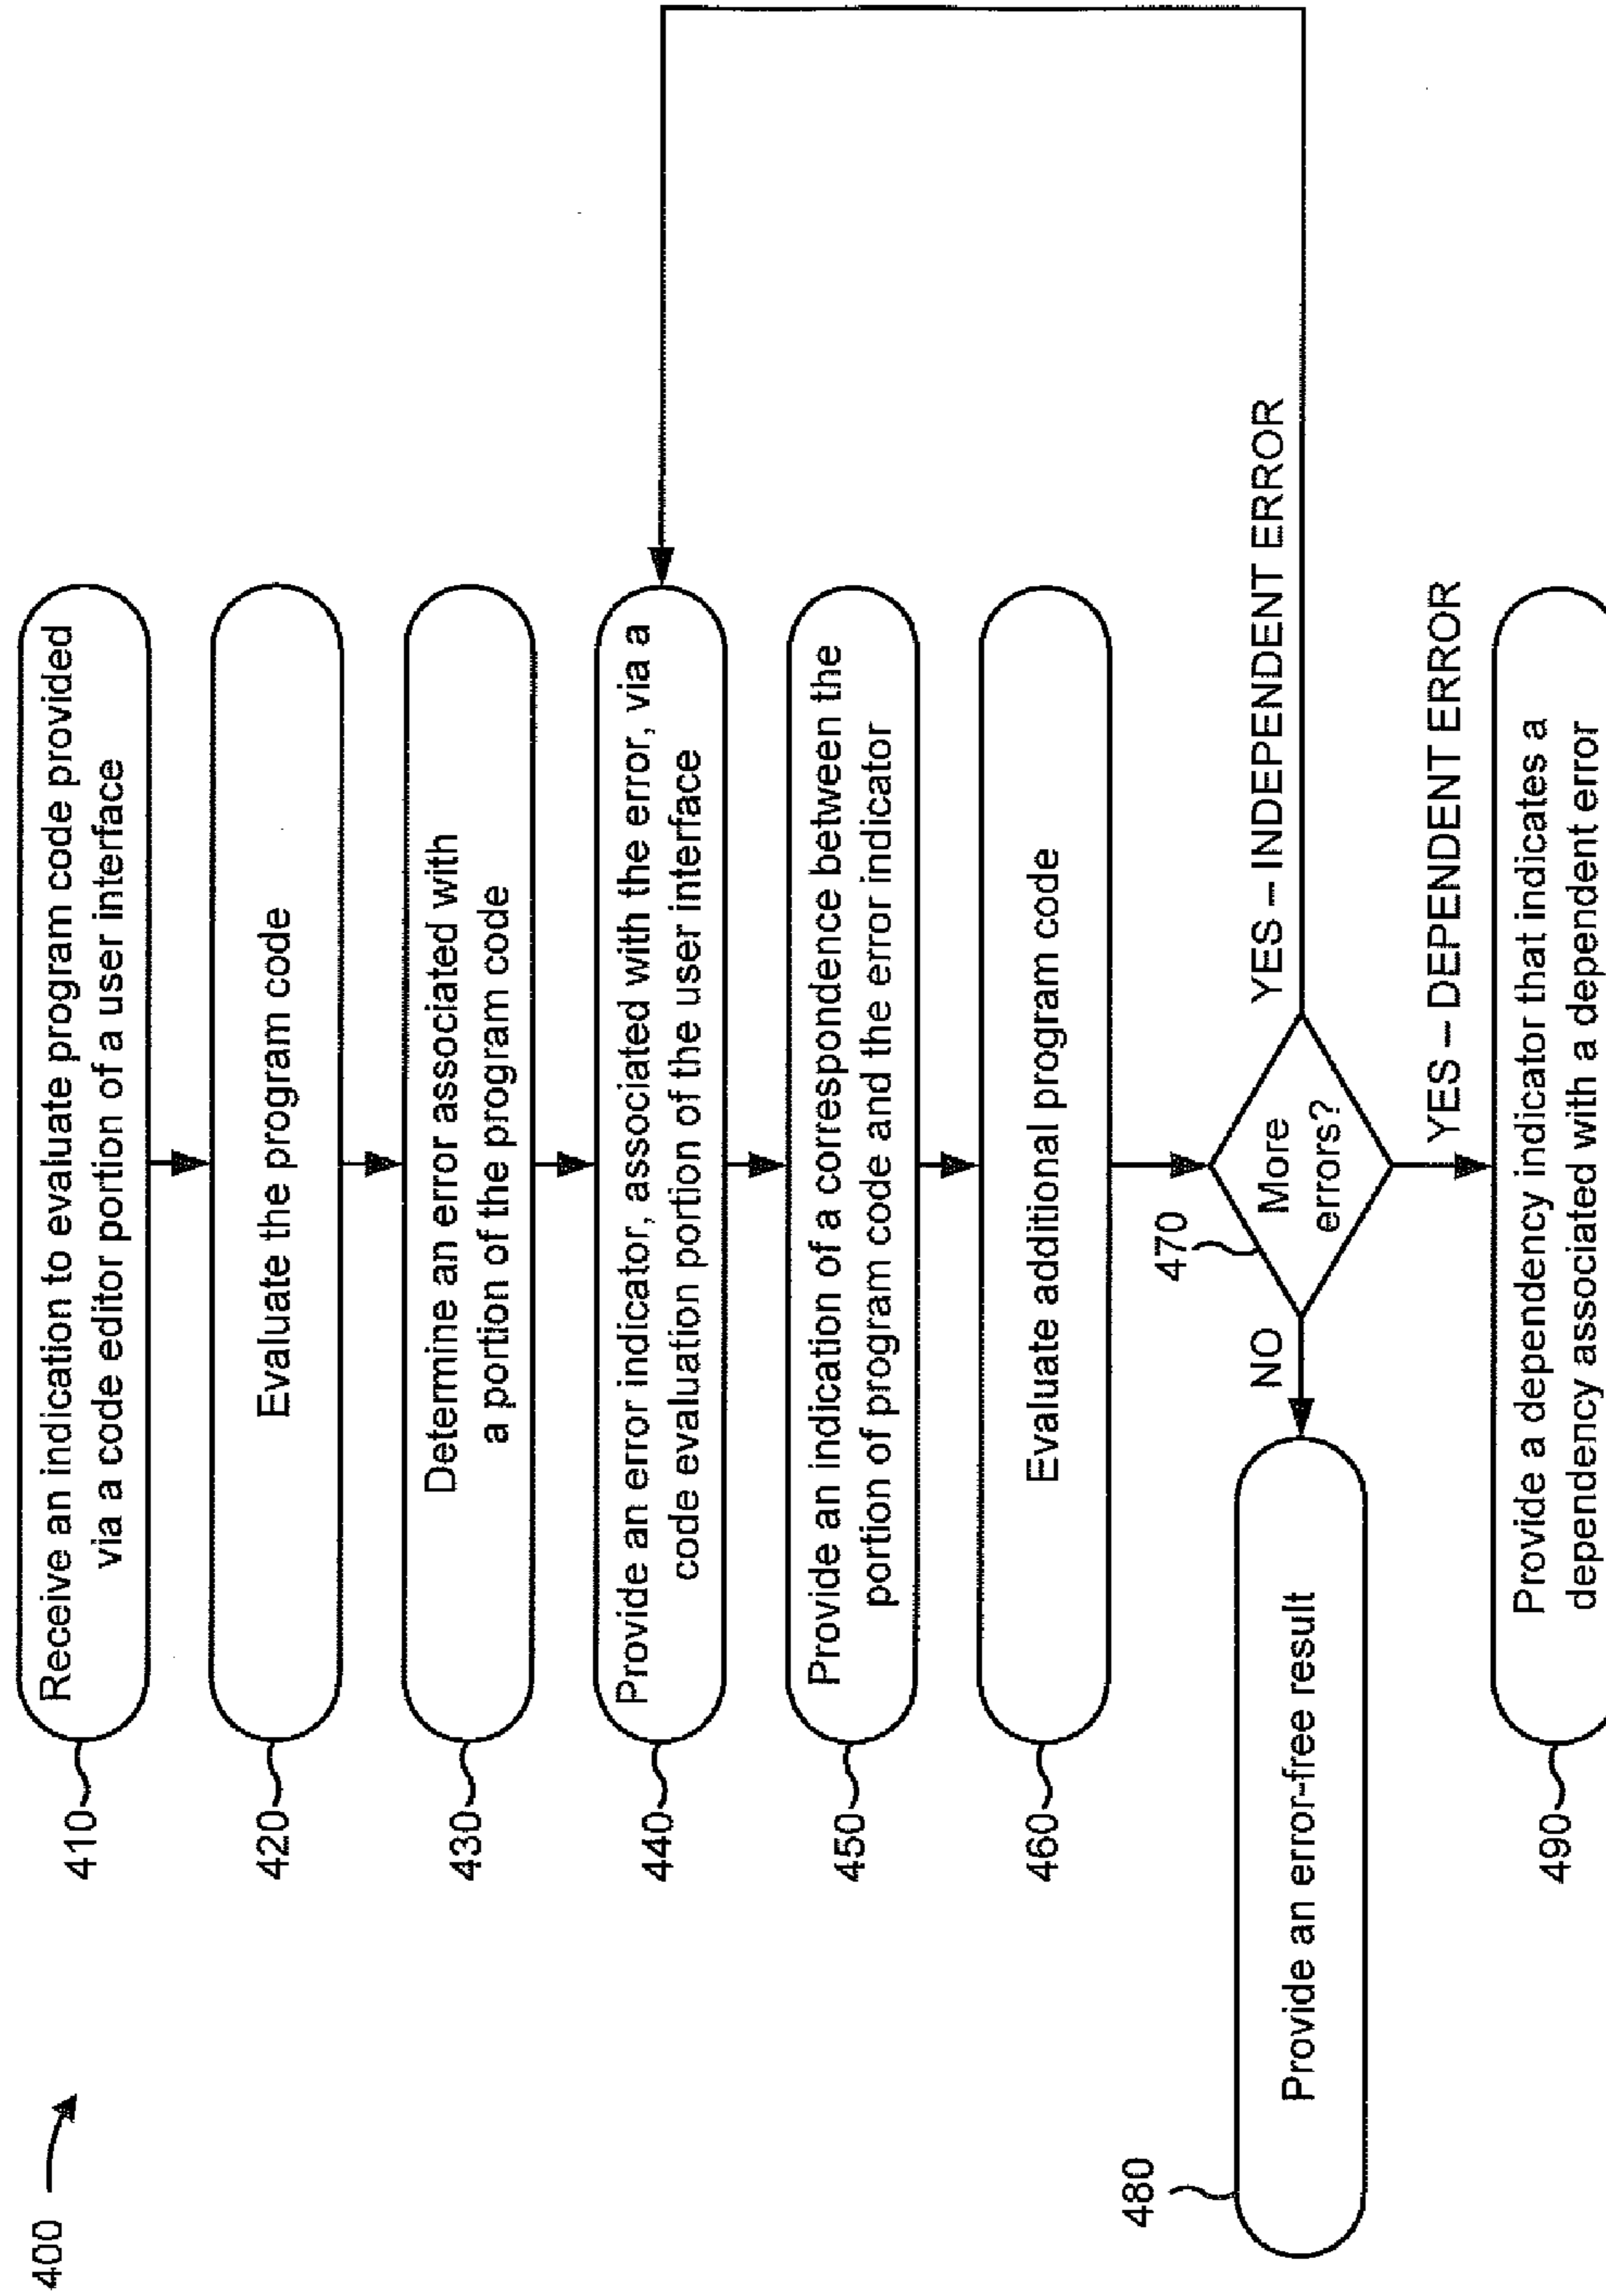 400
410
Receive an indication to evaluate program code provided
via a code editor portion of a user interface
420
Evaluate the program code
430
Determine an error associated with
a portion of the program code
440
Provide an error indicator, associated with the error, via a
code evaluation portion of the user interface
450
Provide an indication of a correspondence between the
portion of program code and the error indicator
460
Evaluate additional program code
470
More
errors?
YES – INDEPENDENT ERROR
NO
480
Provide an error-free result
YES – DEPENDENT ERROR
490
Provide a dependency indicator that indicates a
dependency associated with a dependent error